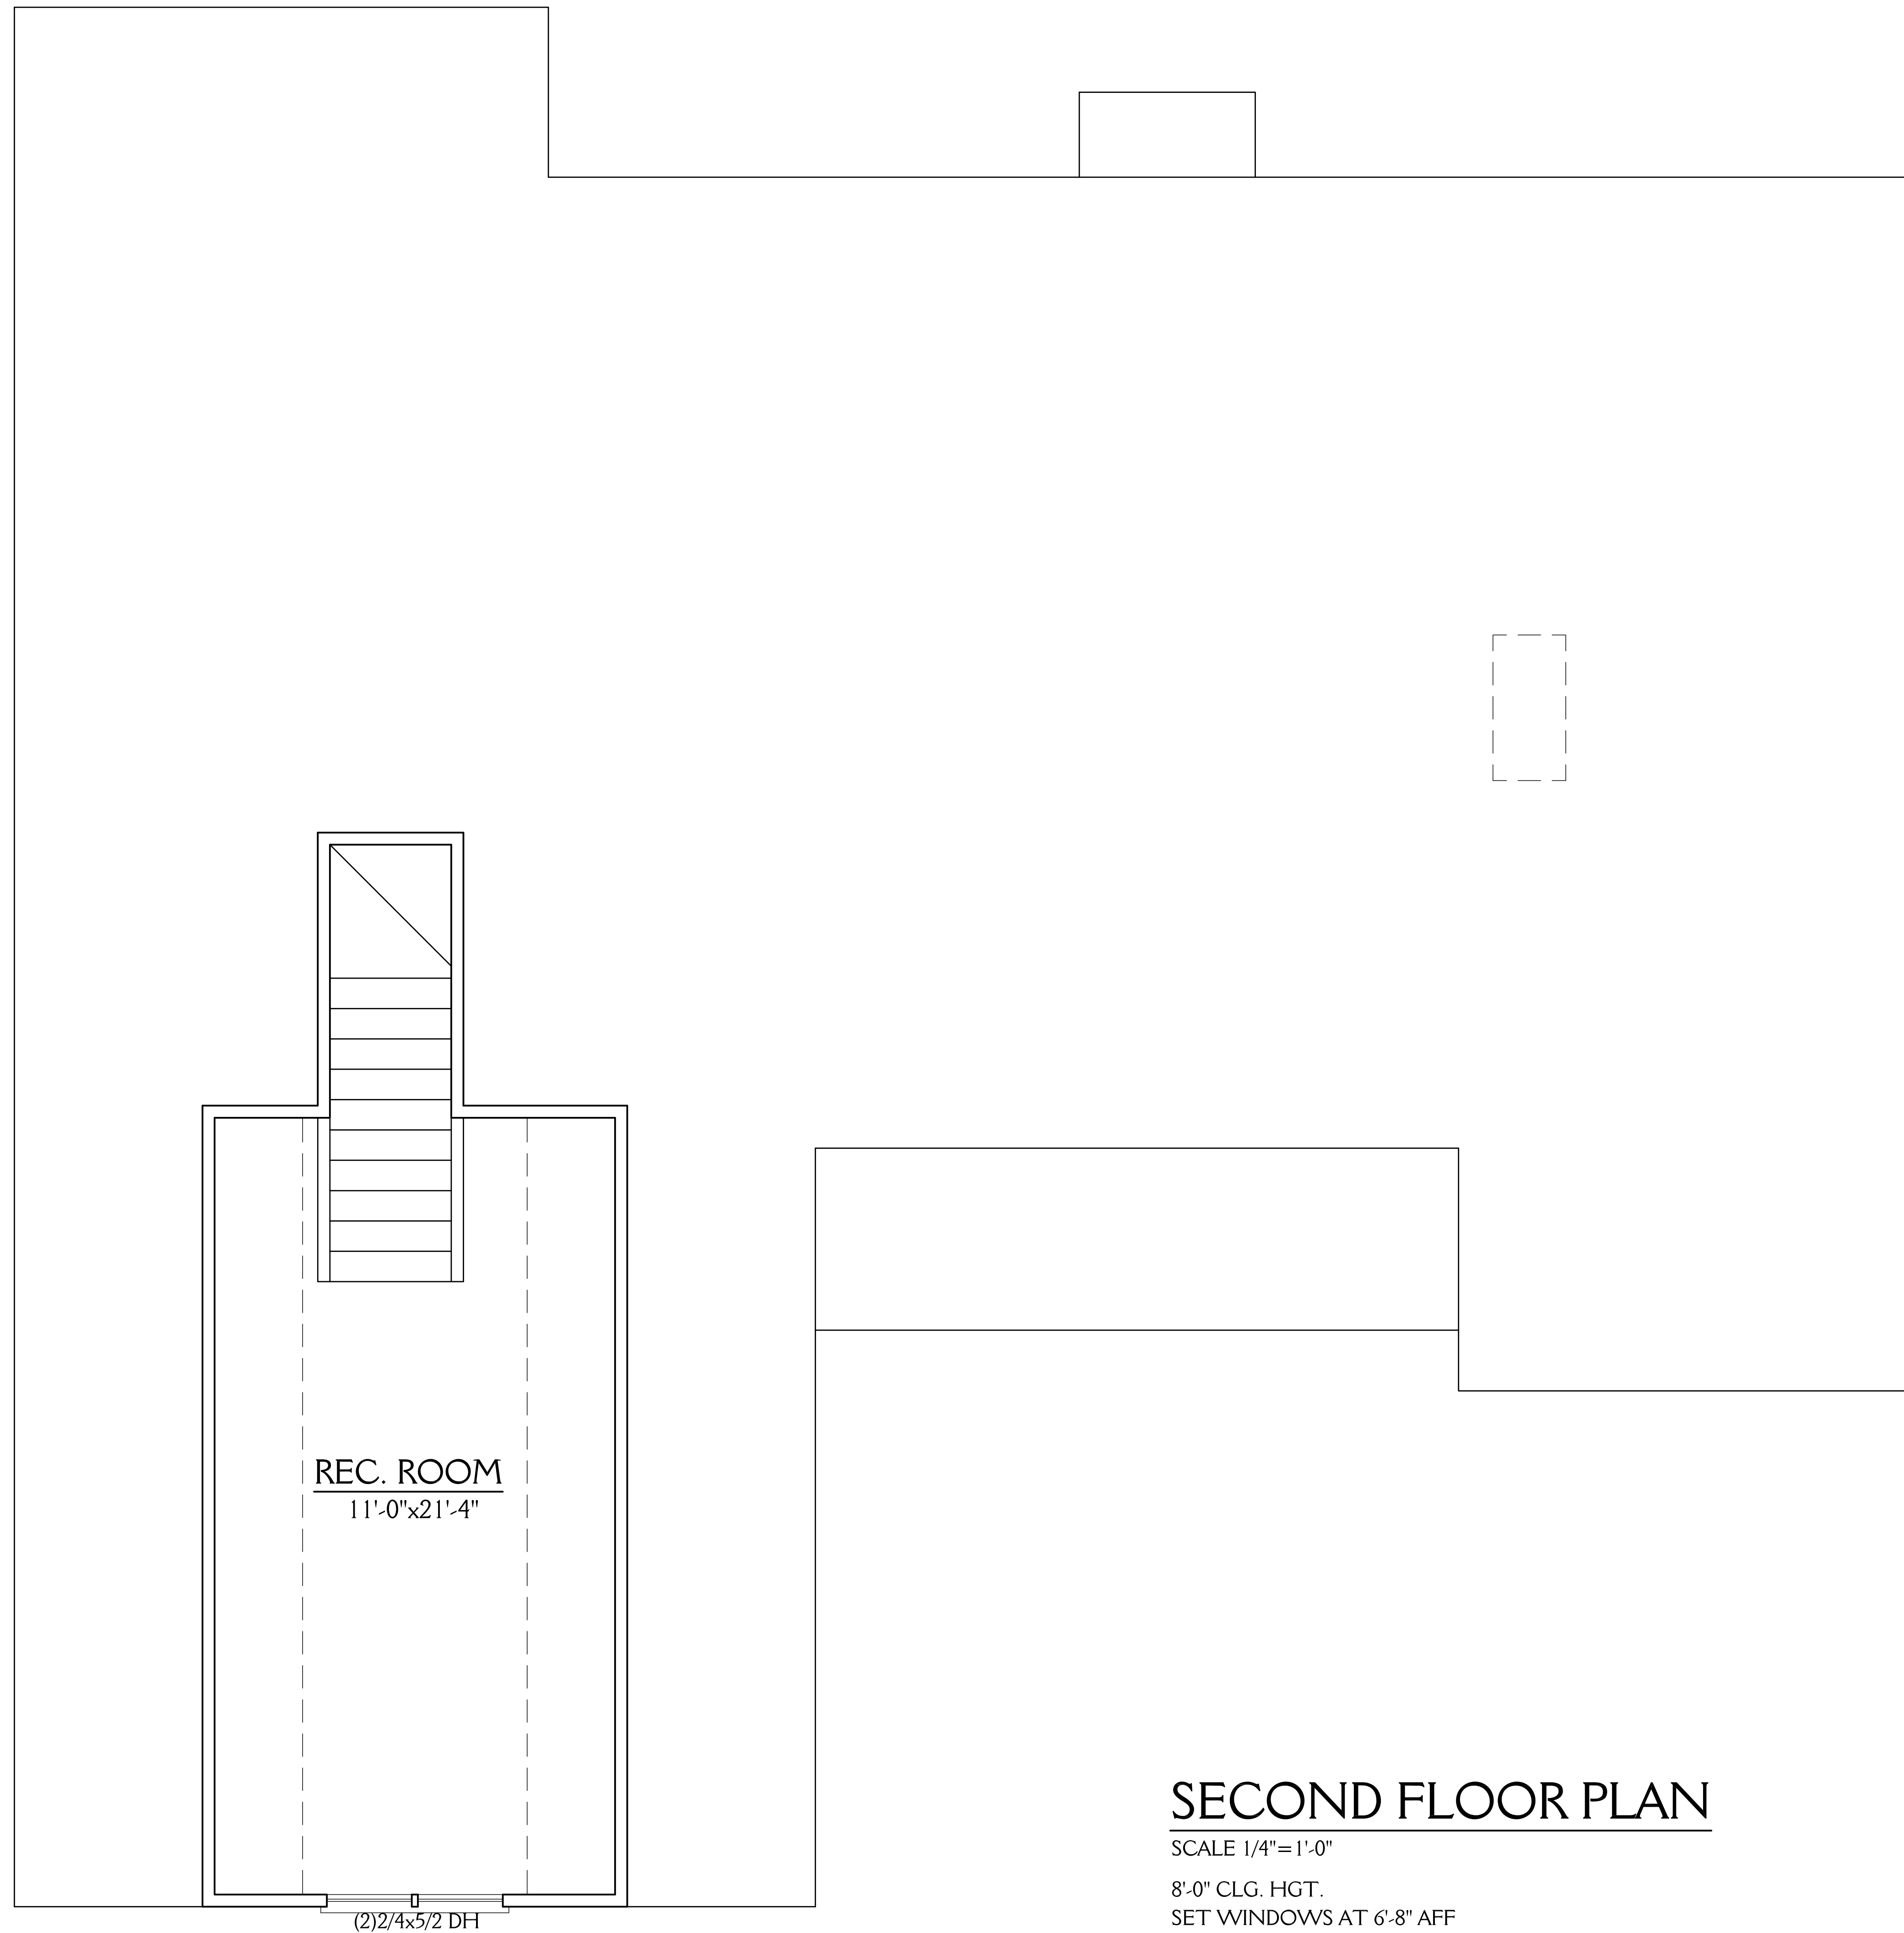 REC. ROOM
11'-0"x21'-4"
(2)2/4x5/2 DH
SECOND FLOOR PLAN
SCALE 1/4"=1'-0"
8'-0" CLG. HGT.
SET WINDOWS AT 6'-8" AFF